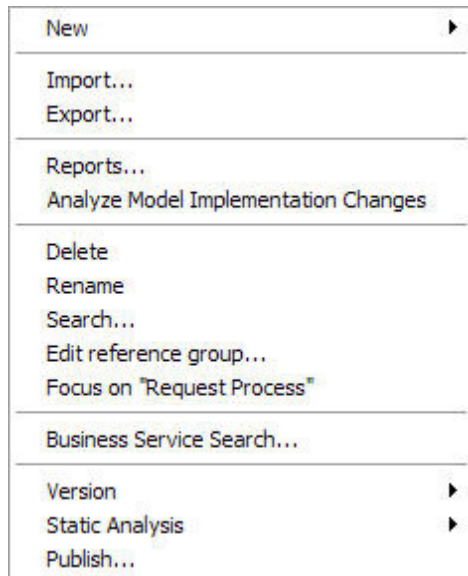 New
Import...
Export...
Reports...
Analyze Model Implementation Changes
Delete
Rename
Search...
Edit reference group...
Focus on "Request Process"
Business Service Search...
Version
Static Analysis
Publish...